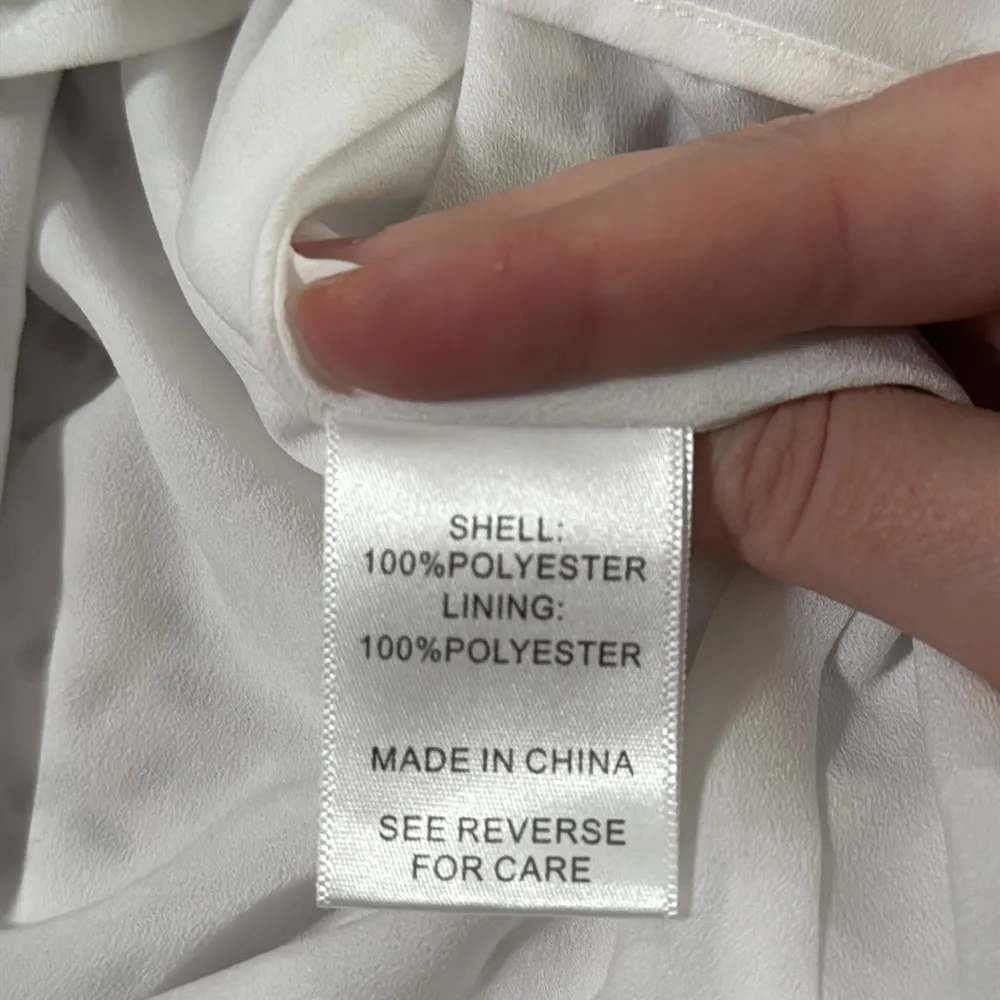 SHELL:
100%POLYESTER
LINING:
100%POLYESTER
MADE IN CHINA
SEE REVERSE
FOR CARE